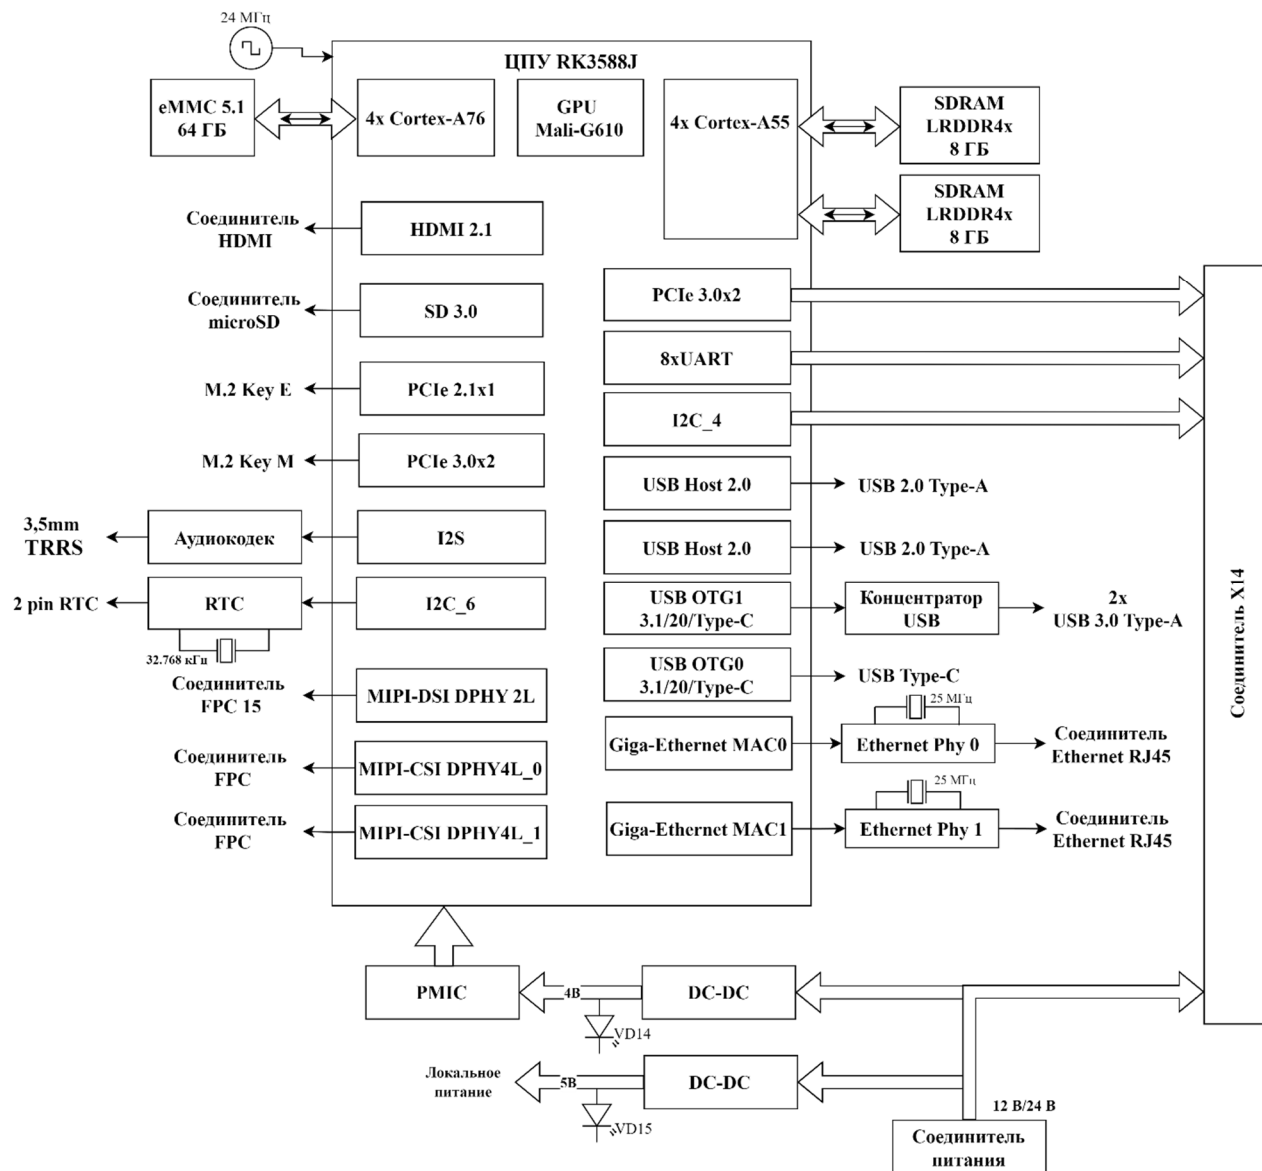 24 МГц
ЦПУ RK3588J
eMMC 5.1
64 ГБ
4x Cortex-A76
GPU
Mali-G610
4x Cortex-A55
SDRAM
LRDDR4x
8 ГБ
SDRAM
LRDDR4x
8 ГБ
Соединитель
HDMI
HDMI 2.1
Соединитель
microSD
SD 3.0
M.2 Key E
PCIe 2.1x1
M.2 Key M
PCIe 3.0x2
3,5mm
TRRS
Аудиокодек
I2S
2 pin RTC
RTC
I2C_6
32.768 кГц
Соединитель
FPC 15
MIPI-DSI DPHY 2L
Соединитель
FPC
MIPI-CSI DPHY4L_0
Соединитель
FPC
MIPI-CSI DPHY4L_1
PCIe 3.0x2
8xUART
I2C_4
USB Host 2.0
USB 2.0 Type-A
USB Host 2.0
USB 2.0 Type-A
USB OTG1
3.1/20/Type-C
Концентратор
USB
2x
USB 3.0 Type-A
USB OTG0
3.1/20/Type-C
USB Type-C
25 МГц
Giga-Ethernet MAC0
Ethernet Phy 0
Соединитель
Ethernet RJ45
25 МГц
Giga-Ethernet MAC1
Ethernet Phy 1
Соединитель
Ethernet RJ45
Соединитель X14
PMIC
4В
DC-DC
VD14
Локальное
питание
5В
DC-DC
VD15
12 В/24 В
Соединитель
питания